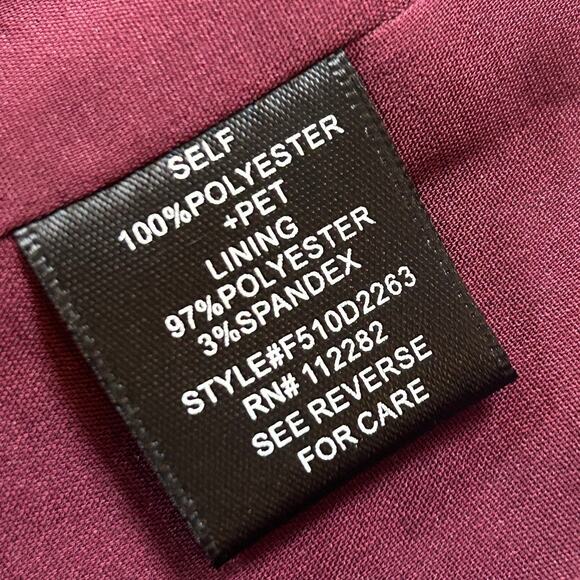 SELF
100%POLYESTER
+PET
LINING
97%POLYESTER
3%SPANDEX
STYLE#F510D2263
RN# 112282
SEE REVERSE
FOR CARE